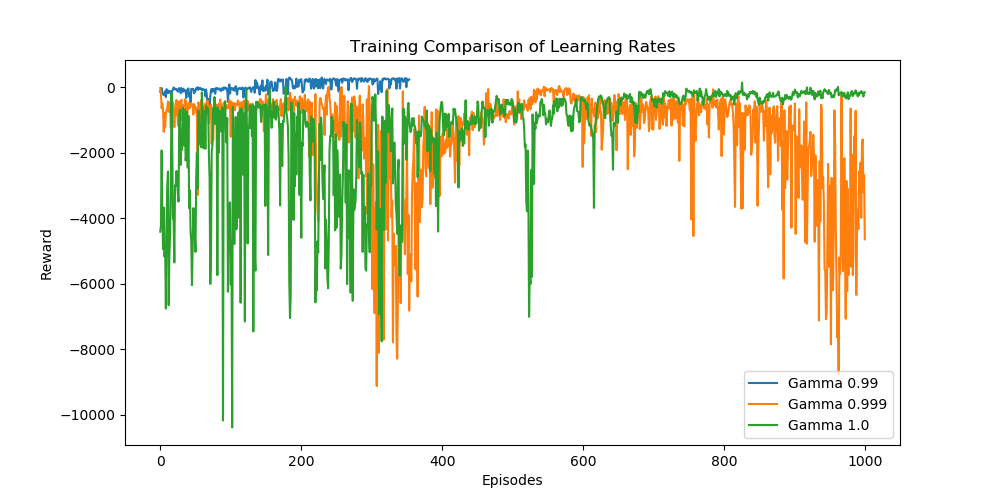 Training Comparison of Learning Rates
0
−2000
−4000
−6000
−8000
−10000
Reward
0
200
400
600
800
1000
Episodes
Gamma 0.99
Gamma 0.999
Gamma 1.0